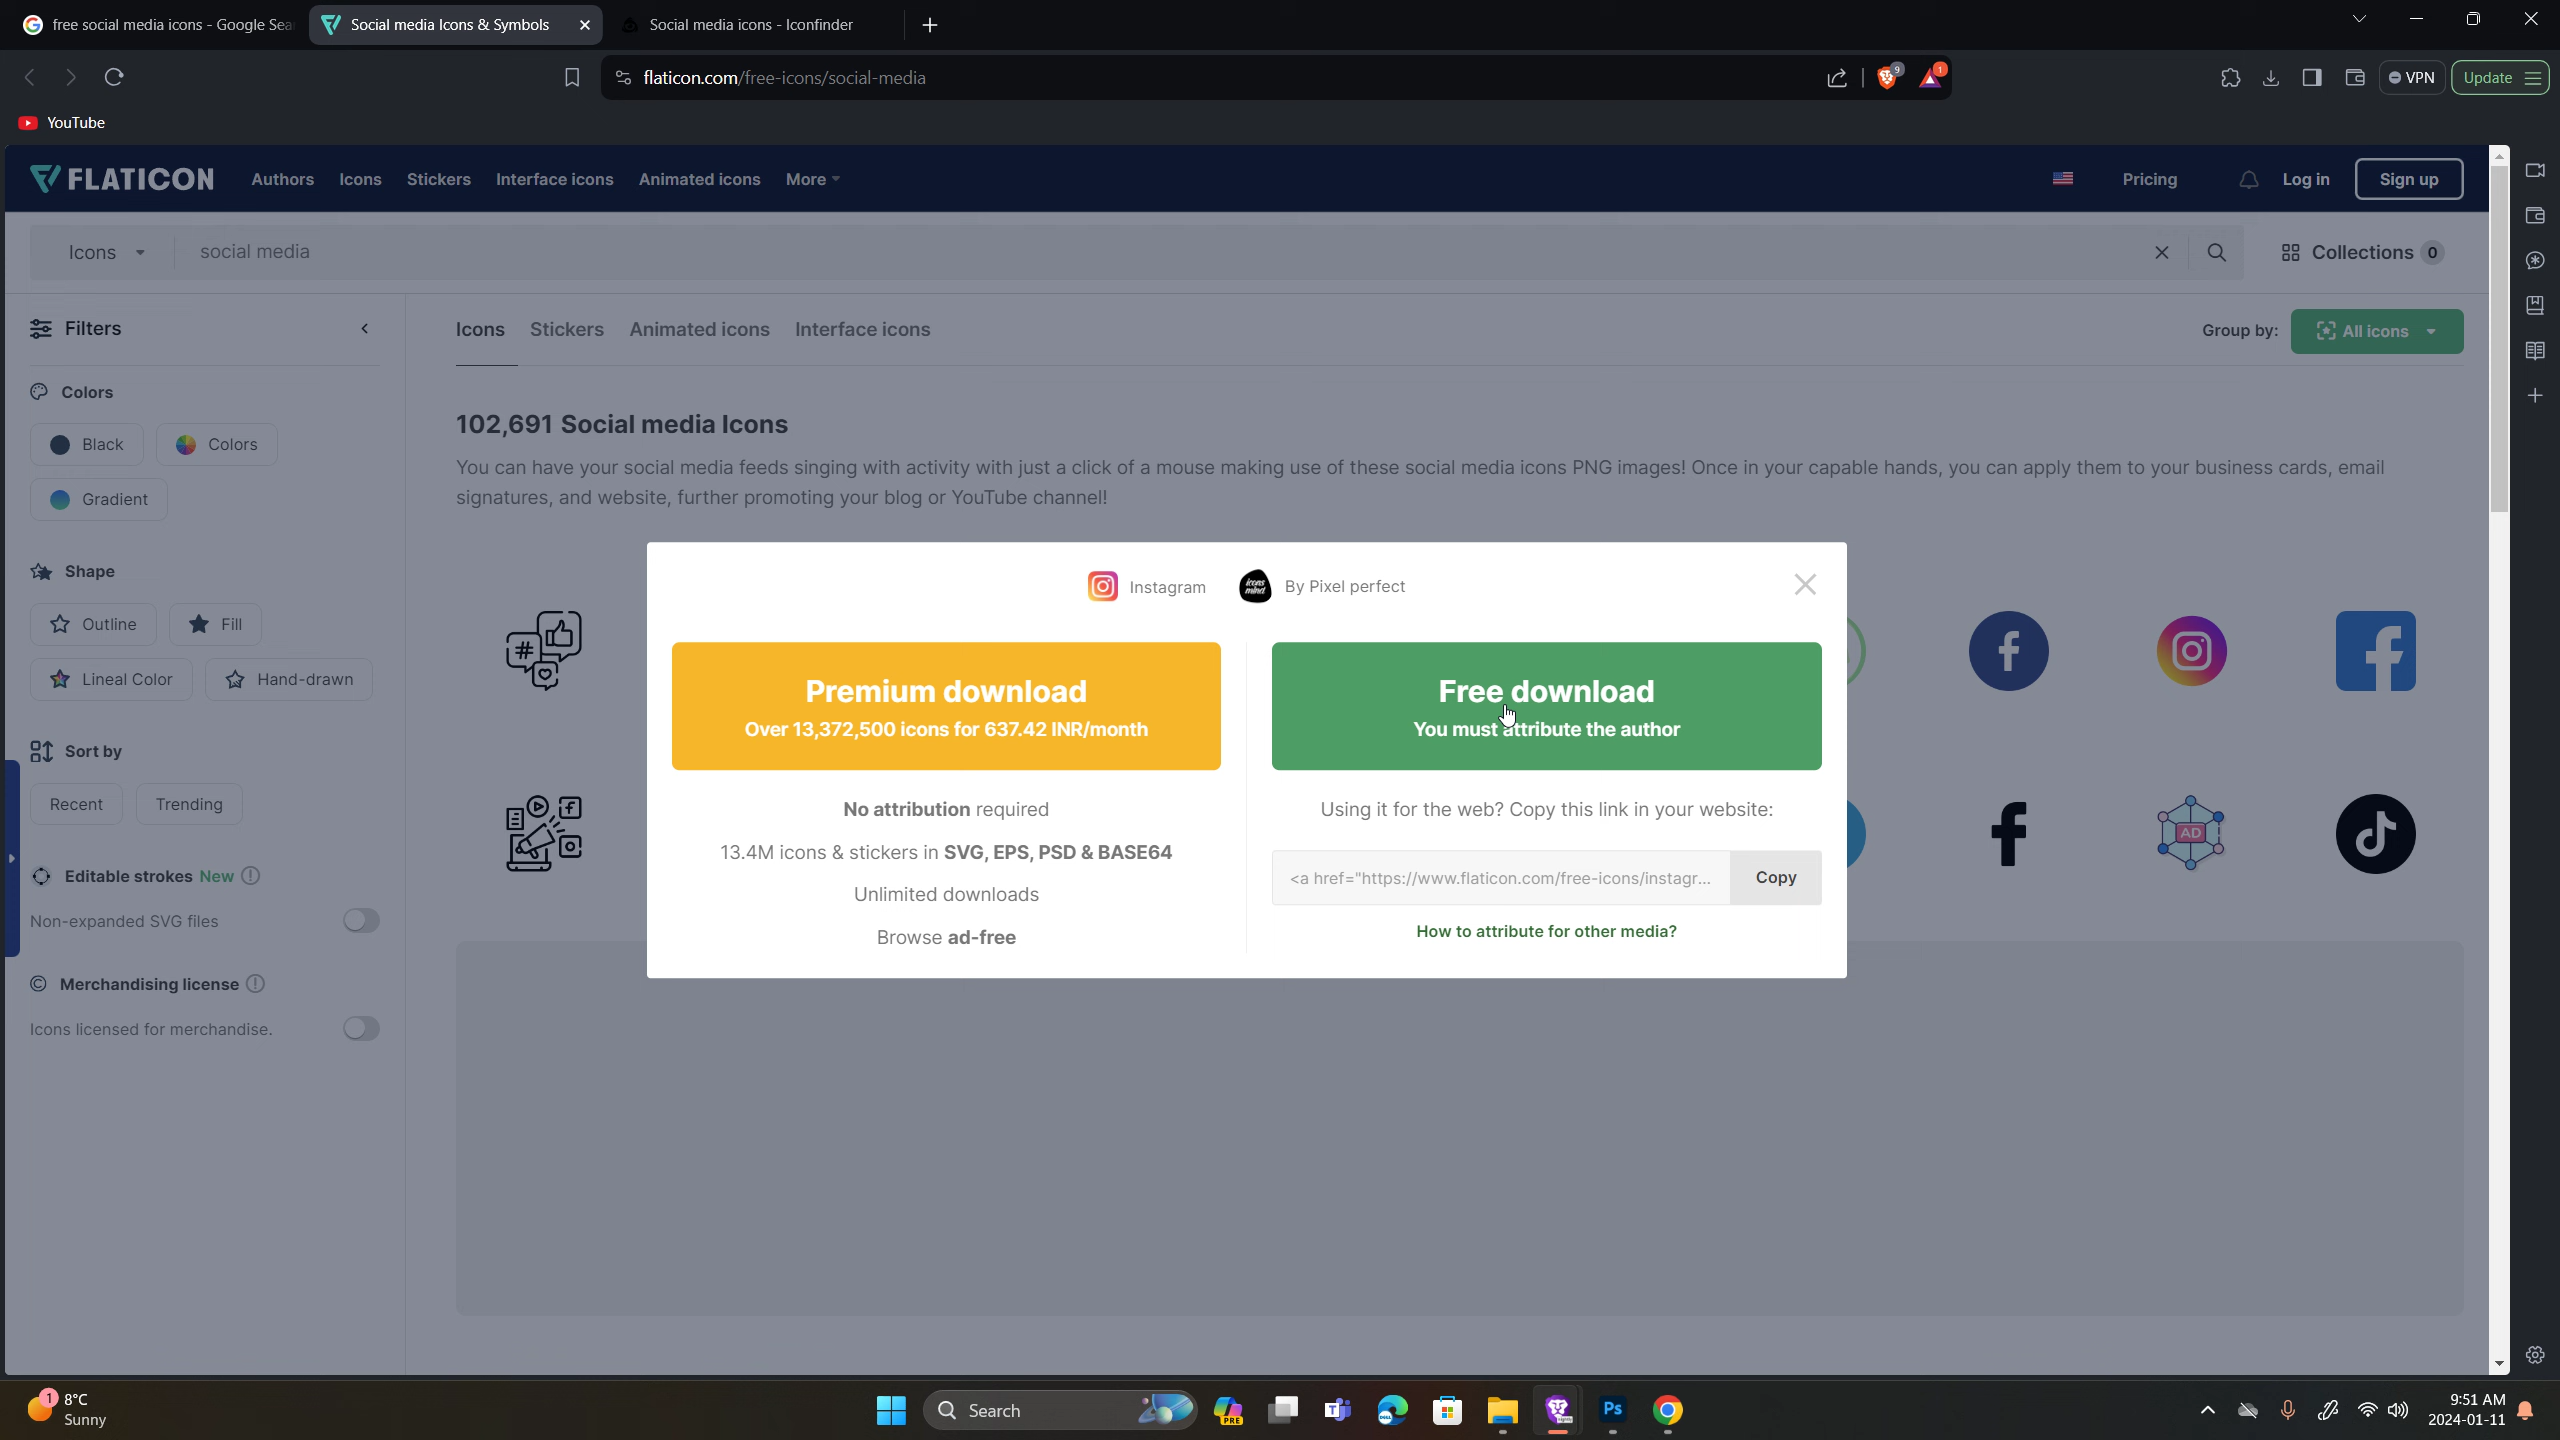 free social media icons - Google Sea
Social media Icons & Symbols
Social media icons - Iconfinder
flaticon.com/free-icons/social-media
9
1
VPN
Update
YouTube
FLATICON
Authors
Icons
Stickers
Interface icons
Animated icons
More
Pricing
Log in
Sign up
Icons
social media
Collections 0
Filters
Icons
Stickers
Animated icons
Interface icons
Group by:
All icons
Colors
Black
Colors
Gradient
102,691 Social media Icons
You can have your social media feeds singing with activity with just a click of a mouse making use of these social media icons PNG images! Once in your capable hands, you can apply them to your business cards, email
signatures, and website, further promoting your blog or YouTube channel!
Shape
Outline
Fill
Lineal Color
Hand-drawn
Sort by
Recent
Trending
Editable strokes New
Non-expanded SVG files
Merchandising license
Icons licensed for merchandise.
Instagram
icons mind
By Pixel perfect
Premium download
Over 13,372,500 icons for 637.42 INR/month
No attribution required
13.4M icons & stickers in SVG, EPS, PSD & BASE64
Unlimited downloads
Browse ad-free
Free download
You must attribute the author
Using it for the web? Copy this link in your website:
<a href="https://www.flaticon.com/free-icons/instagr...
Copy
How to attribute for other media?
AD
1
8°C
Sunny
Search
PRE
Ps
9:51 AM
2024-01-11